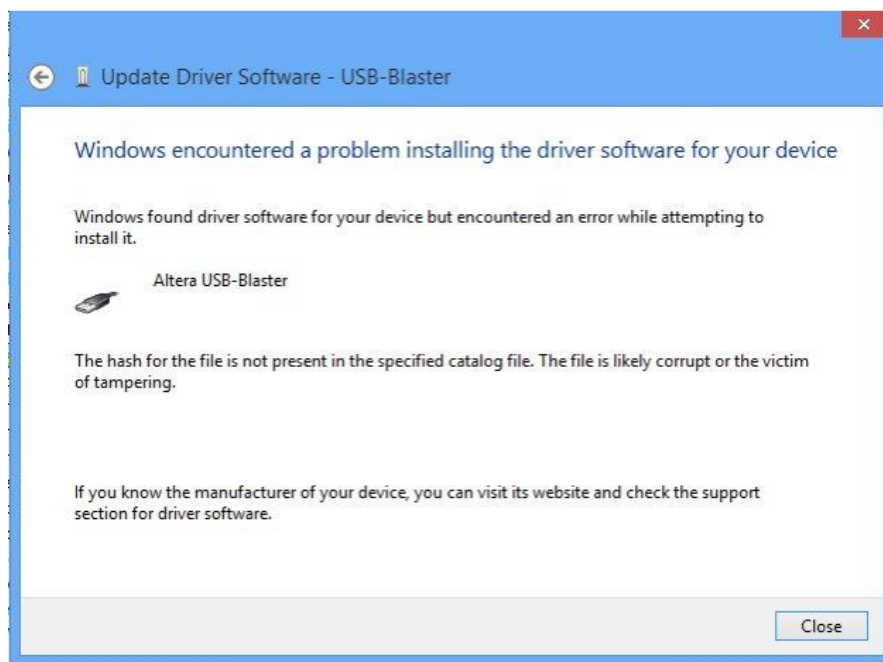 Update Driver Software - USB-Blaster
Windows encountered a problem installing the driver software for your device
Windows found driver software for your device but encountered an error while attempting to
install it.
Altera USB-Blaster
The hash for the file is not present in the specified catalog file. The file is likely corrupt or the victim
of tampering.
If you know the manufacturer of your device, you can visit its website and check the support
section for driver software.
Close